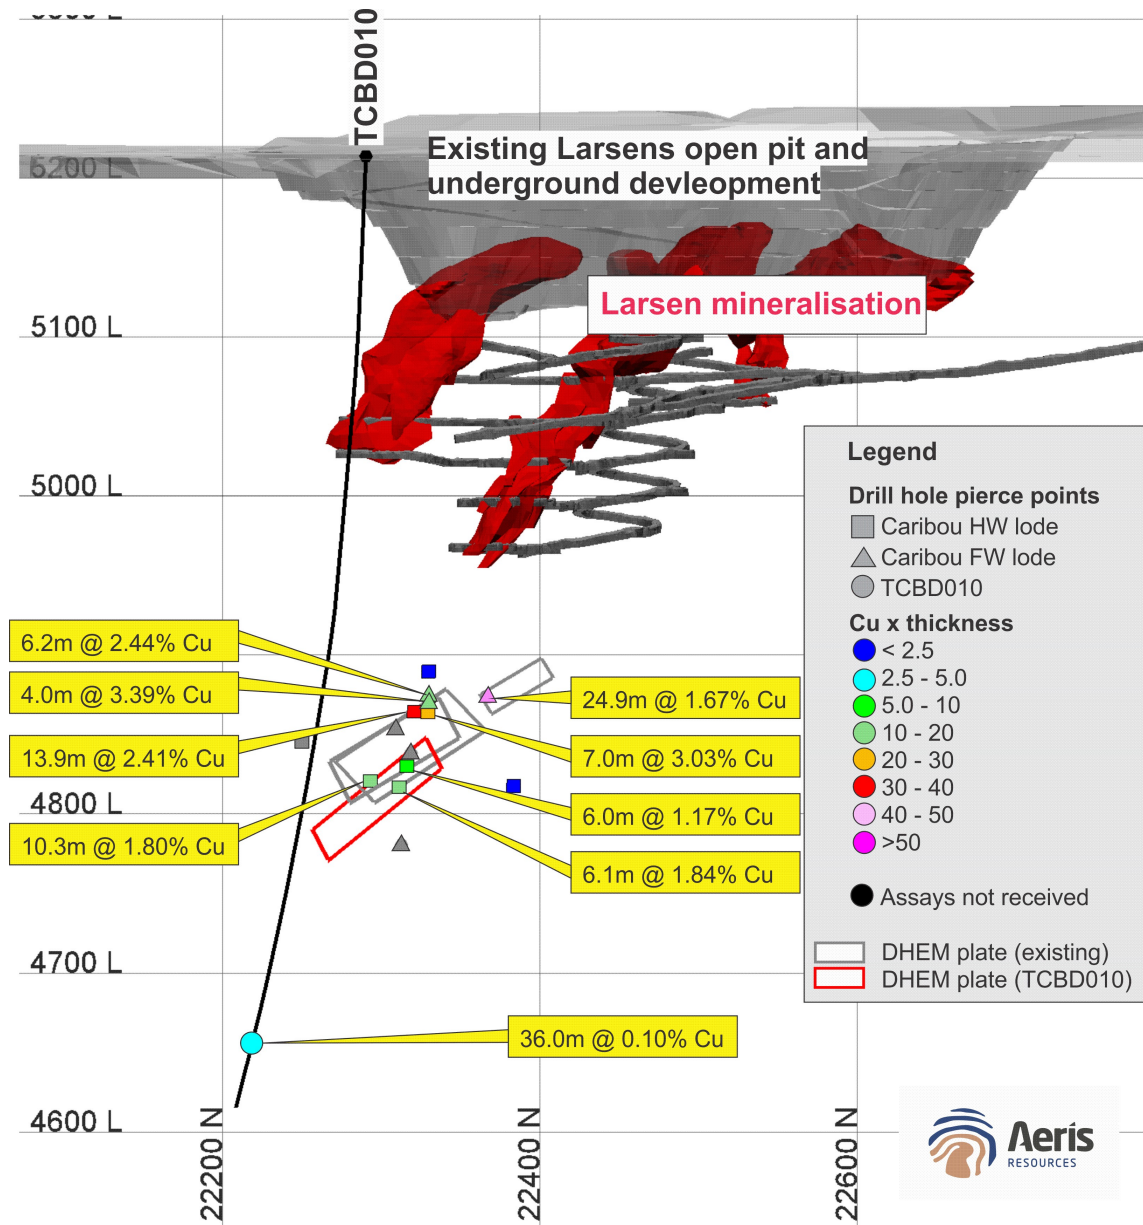 5300 L
TCBD010
5200 L
Existing Larsens open pit and
underground devleopment
Larsen mineralisation
5100 L
5000 L
Legend
Drill hole pierce points
Caribou HW lode
Caribou FW lode
TCBD010
Cu x thickness
< 2.5
2.5 - 5.0
5.0 - 10
10 - 20
20 - 30
30 - 40
40 - 50
>50
Assays not received
DHEM plate (existing)
DHEM plate (TCBD010)
6.2m @ 2.44% Cu
4.0m @ 3.39% Cu
13.9m @ 2.41% Cu
10.3m @ 1.80% Cu
24.9m @ 1.67% Cu
7.0m @ 3.03% Cu
6.0m @ 1.17% Cu
6.1m @ 1.84% Cu
4800 L
4700 L
36.0m @ 0.10% Cu
4600 L
22200 N
22400 N
22600 N
Aeris
RESOURCES